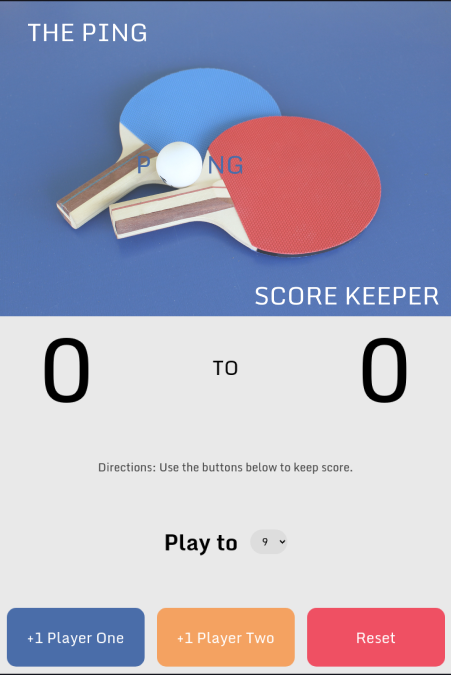 THE PING
P NG
SCORE KEEPER
0 TO 0
Directions: Use the buttons below to keep score.
Play to 9
+1 Player One
+1 Player Two
Reset